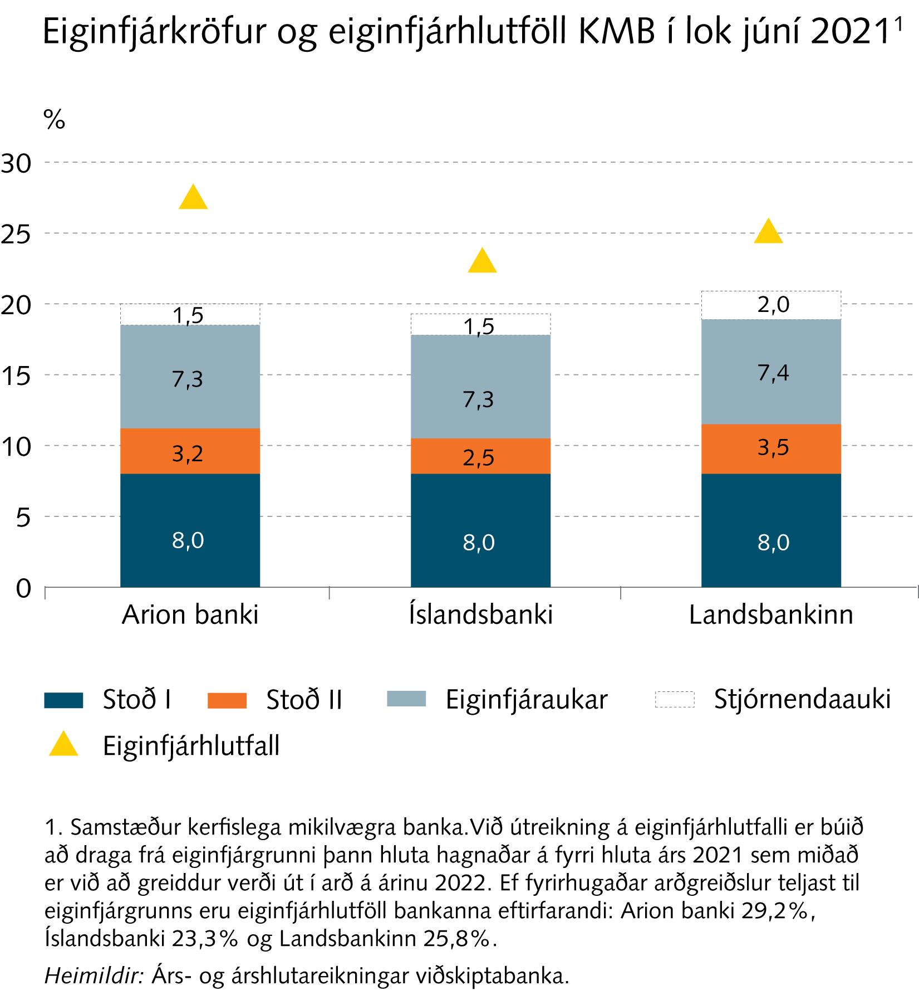 Eiginfjárkröfur og eiginfjárhlutföll KMB í lok júní 2021¹
%
30
25
20
15
10
5
0
1,5
7,3
3,2
8,0
1,5
7,3
2,5
8,0
2,0
7,4
3,5
8,0
Arion banki Íslandsbanki Landsbankinn
Stoð I Stoð II Eiginfjáraukar Stjórnendaauki
Eiginfjárhlutfall
1. Samstæður kerfislega mikilvægra banka.Við útreikning á eiginfjárhlutfalli er búið
að draga frá eiginfjárgrunni þann hluta hagnaðar á fyrri hluta árs 2021 sem miðað
er við að greiddur verði út í arð á árinu 2022. Ef fyrirhugaðar arðgreiðslur teljast til
eiginfjárgrunns eru eiginfjárhlutföll bankanna eftirfarandi: Arion banki 29,2%,
Íslandsbanki 23,3% og Landsbankinn 25,8%.
Heimildir: Árs- og árshlutareikningar viðskiptabanka.